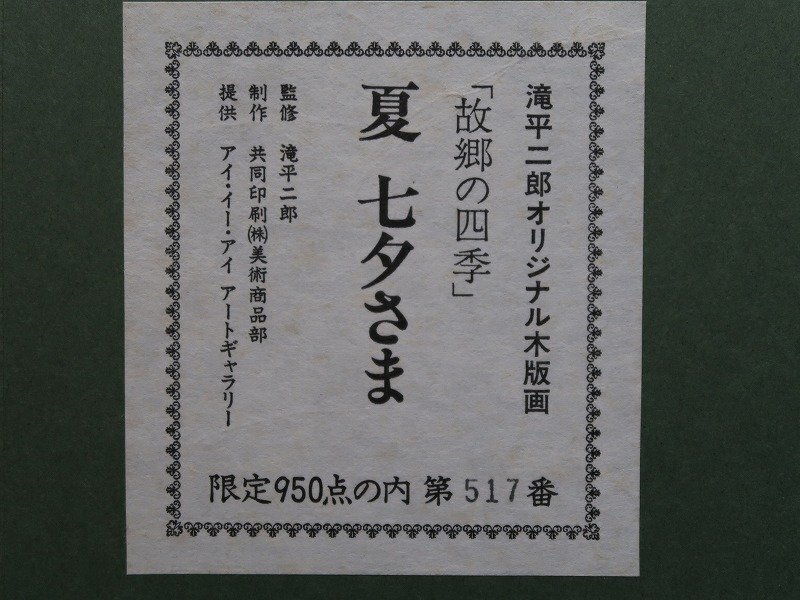 滝平二郎オリジナル木版画
「故郷の四季」
夏 七夕さま
監修 滝平二郎
制作 共同印刷㈱美術商品部
提供 アイ・イー・アイ アートギャラリー
限定950点の内 第517番